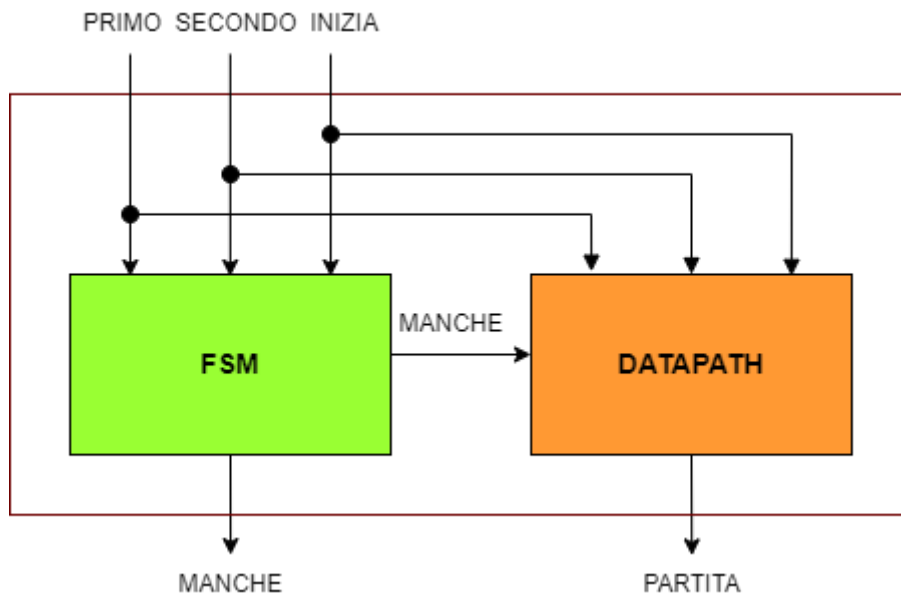 PRIMO SECONDO INIZIA
MANCHE
FSM
DATAPATH
MANCHE
PARTITA